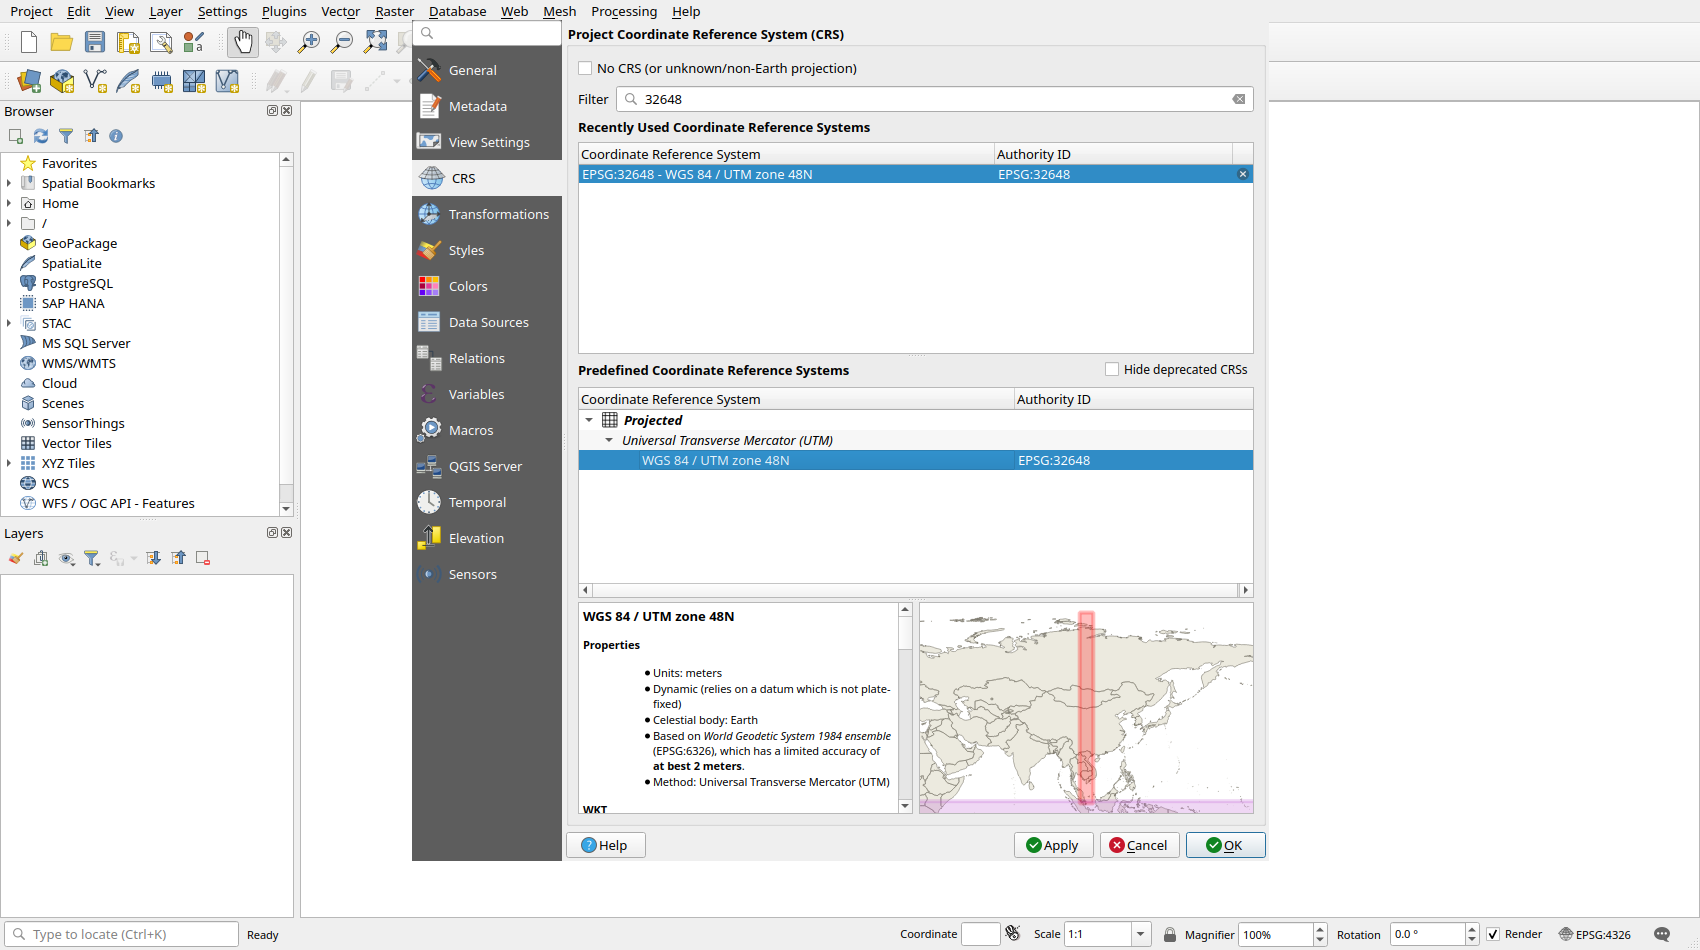 Project Edit View Layer Settings Plugins Vector Raster Database Web Mesh Processing Help
Project Coordinate Reference System (CRS)
General
Metadata
View Settings
CRS
Transformations
Styles
Colors
Data Sources
Relations
Variables
Macros
QGIS Server
Temporal
Elevation
Sensors
No CRS (or unknown/non-Earth projection)
Filter 32648
Recently Used Coordinate Reference Systems
Coordinate Reference System Authority ID
EPSG:32648 - WGS 84 / UTM zone 48N EPSG:32648
Predefined Coordinate Reference Systems Hide deprecated CRSs
Coordinate Reference System Authority ID
Projected
Universal Transverse Mercator (UTM)
WGS 84 / UTM zone 48N EPSG:32648
WGS 84 / UTM zone 48N
Properties
Units: meters
Dynamic (relies on a datum which is not plate-
fixed)
Celestial body: Earth
Based on World Geodetic System 1984 ensemble
(EPSG:6326), which has a limited accuracy of
at best 2 meters.
Method: Universal Transverse Mercator (UTM)
WKT
Help Apply Cancel OK
Browser
Favorites
Spatial Bookmarks
Home
/
GeoPackage
SpatiaLite
PostgreSQL
SAP HANA
STAC
MS SQL Server
WMS/WMTS
Cloud
Scenes
SensorThings
Vector Tiles
XYZ Tiles
WCS
WFS / OGC API - Features
Layers
Type to locate (Ctrl+K) Ready Coordinate Scale 1:1 Magnifier 100% Rotation 0.0 ° Render EPSG:4326